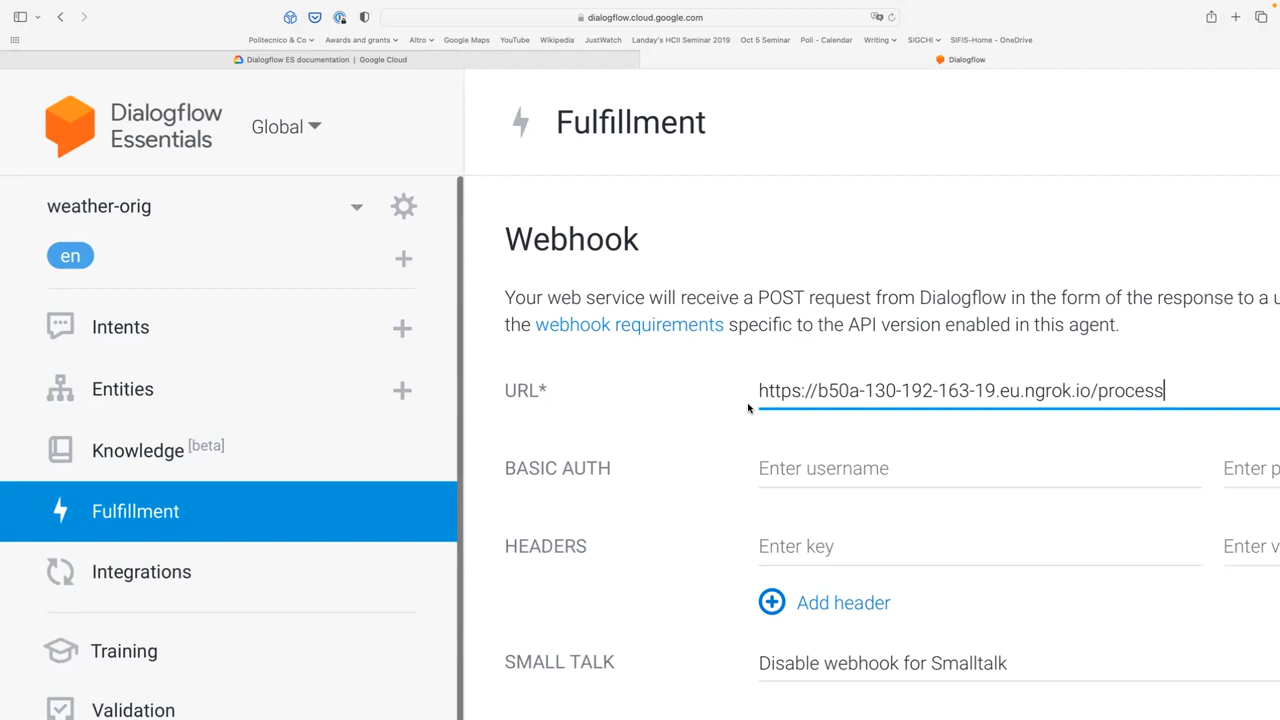 dialogflow.cloud.google.com
Politecnico & Co
Awards and grants
Altro
Google Maps
YouTube
Wikipedia
JustWatch
Landay's HCII Seminar 2019
Oct 5 Seminar
Poli - Calendar
Writing
SIGCHI
SIFIS-Home - OneDrive
Dialogflow ES documentation | Google Cloud
Dialogflow
Dialogflow
Essentials
Global
Fulfillment
weather-orig
en
Intents
Entities
Knowledge [beta]
Fulfillment
Integrations
Training
Validation
Webhook
Your web service will receive a POST request from Dialogflow in the form of the response to a u
the webhook requirements specific to the API version enabled in this agent.
URL*
https://b50a-130-192-163-19.eu.ngrok.io/process
BASIC AUTH
Enter username
Enter p
HEADERS
Enter key
Enter v
Add header
SMALL TALK
Disable webhook for Smalltalk